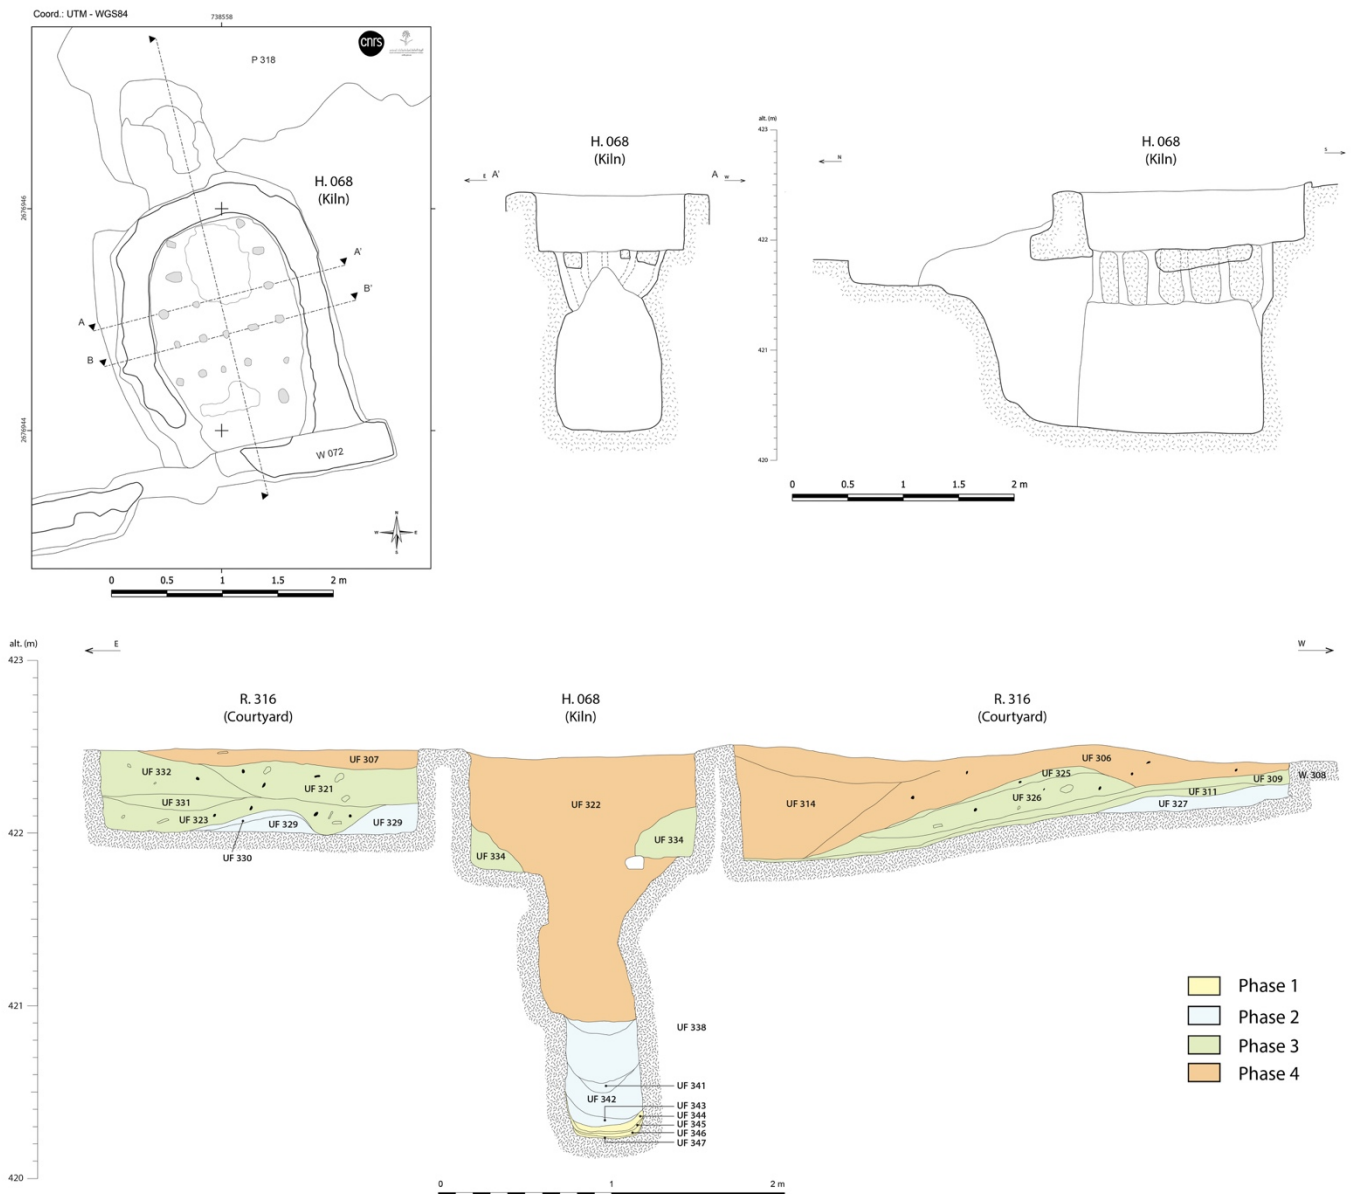 Coord.: UTM - WGS84
738558
cnrs
P 318
H. 068
(Kiln)
2676946
A'
B'
A
B
2676944
W 072
N
W
E
S
0 0.5 1 1.5 2 m
H. 068
(Kiln)
E A'
A W
alt. (m)
423
H. 068
(Kiln)
N
S
422
421
420
0 0.5 1 1.5 2 m
alt. (m)
E
W
423
R. 316
(Courtyard)
H. 068
(Kiln)
R. 316
(Courtyard)
UF 307
UF 332
UF 321
UF 331
UF 323
UF 329
UF 329
UF 330
UF 322
UF 334
UF 334
UF 306
UF 325
UF 309
W. 308
UF 314
UF 326
UF 311
UF 327
422
421
UF 338
UF 341
UF 342
UF 343
UF 344
UF 345
UF 346
UF 347
420
Phase 1
Phase 2
Phase 3
Phase 4
0 1 2 m